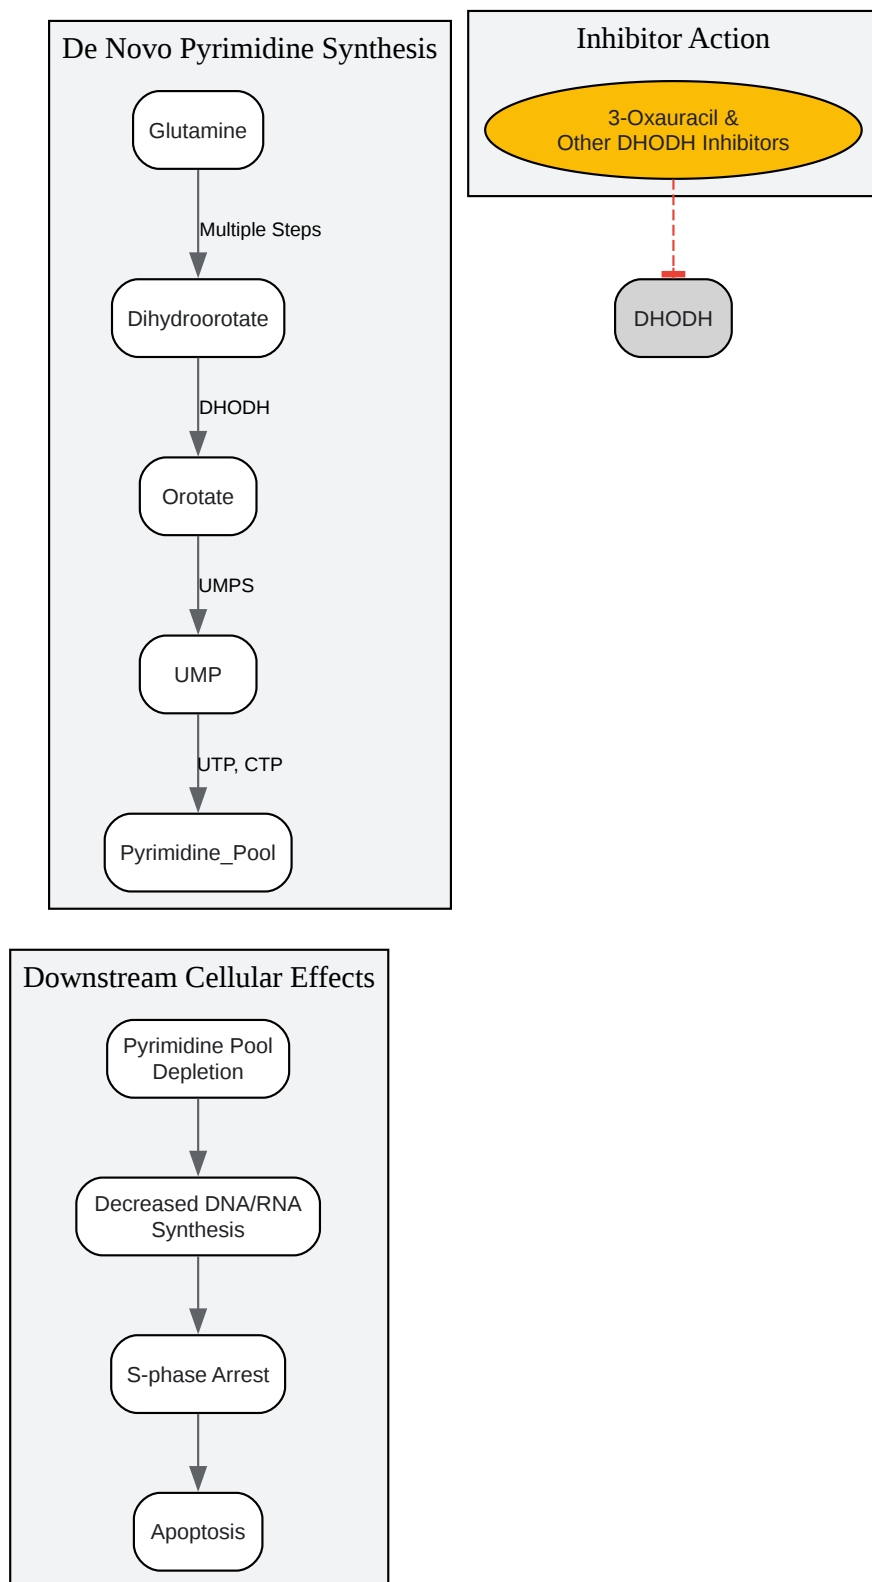 De Novo Pyrimidine Synthesis
Glutamine
Multiple Steps
Dihydroorotate
DHODH
Orotate
UMPS
UMP
UTP, CTP
Pyrimidine_Pool
Inhibitor Action
3-Oxauracil &
Other DHODH Inhibitors
DHODH
Downstream Cellular Effects
Pyrimidine Pool
Depletion
Decreased DNA/RNA
Synthesis
S-phase Arrest
Apoptosis